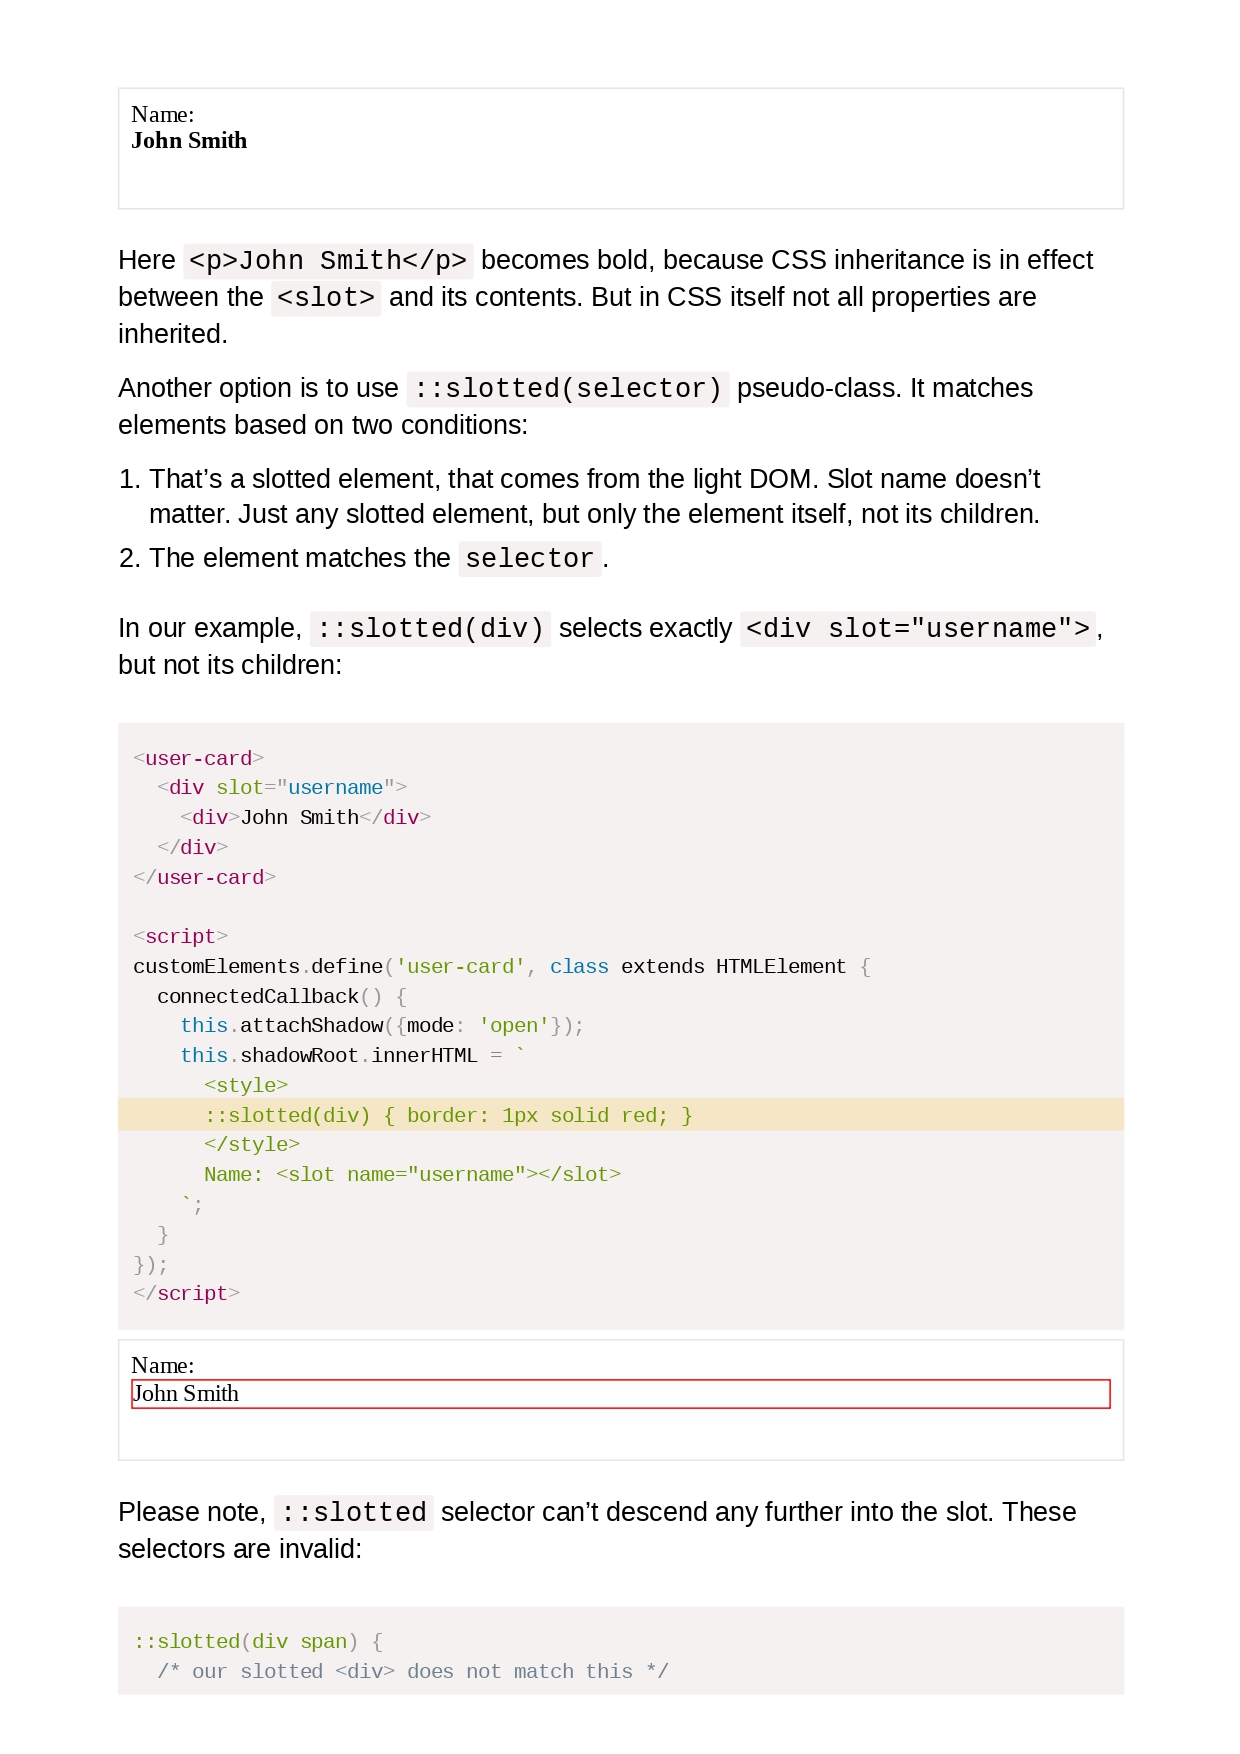 Name:
John Smith
Here <p>John Smith</p> becomes bold, because CSS inheritance is in effect
between the <slot> and its contents. But in CSS itself not all properties are
inherited.
Another option is to use ::slotted(selector) pseudo-class. It matches
elements based on two conditions:
1. That’s a slotted element, that comes from the light DOM. Slot name doesn’t
matter. Just any slotted element, but only the element itself, not its children.
2. The element matches the selector.
In our example, ::slotted(div) selects exactly <div slot="username">,
but not its children:
<user-card>
  <div slot="username">
    <div>John Smith</div>
  </div>
</user-card>
<script>
customElements.define('user-card', class extends HTMLElement {
  connectedCallback() {
    this.attachShadow({mode: 'open'});
    this.shadowRoot.innerHTML = `
      <style>
      ::slotted(div) { border: 1px solid red; }
      </style>
      Name: <slot name="username"></slot>
    `;
  }
});
</script>
Name:
John Smith
Please note, ::slotted selector can’t descend any further into the slot. These
selectors are invalid:
::slotted(div span) {
  /* our slotted <div> does not match this */